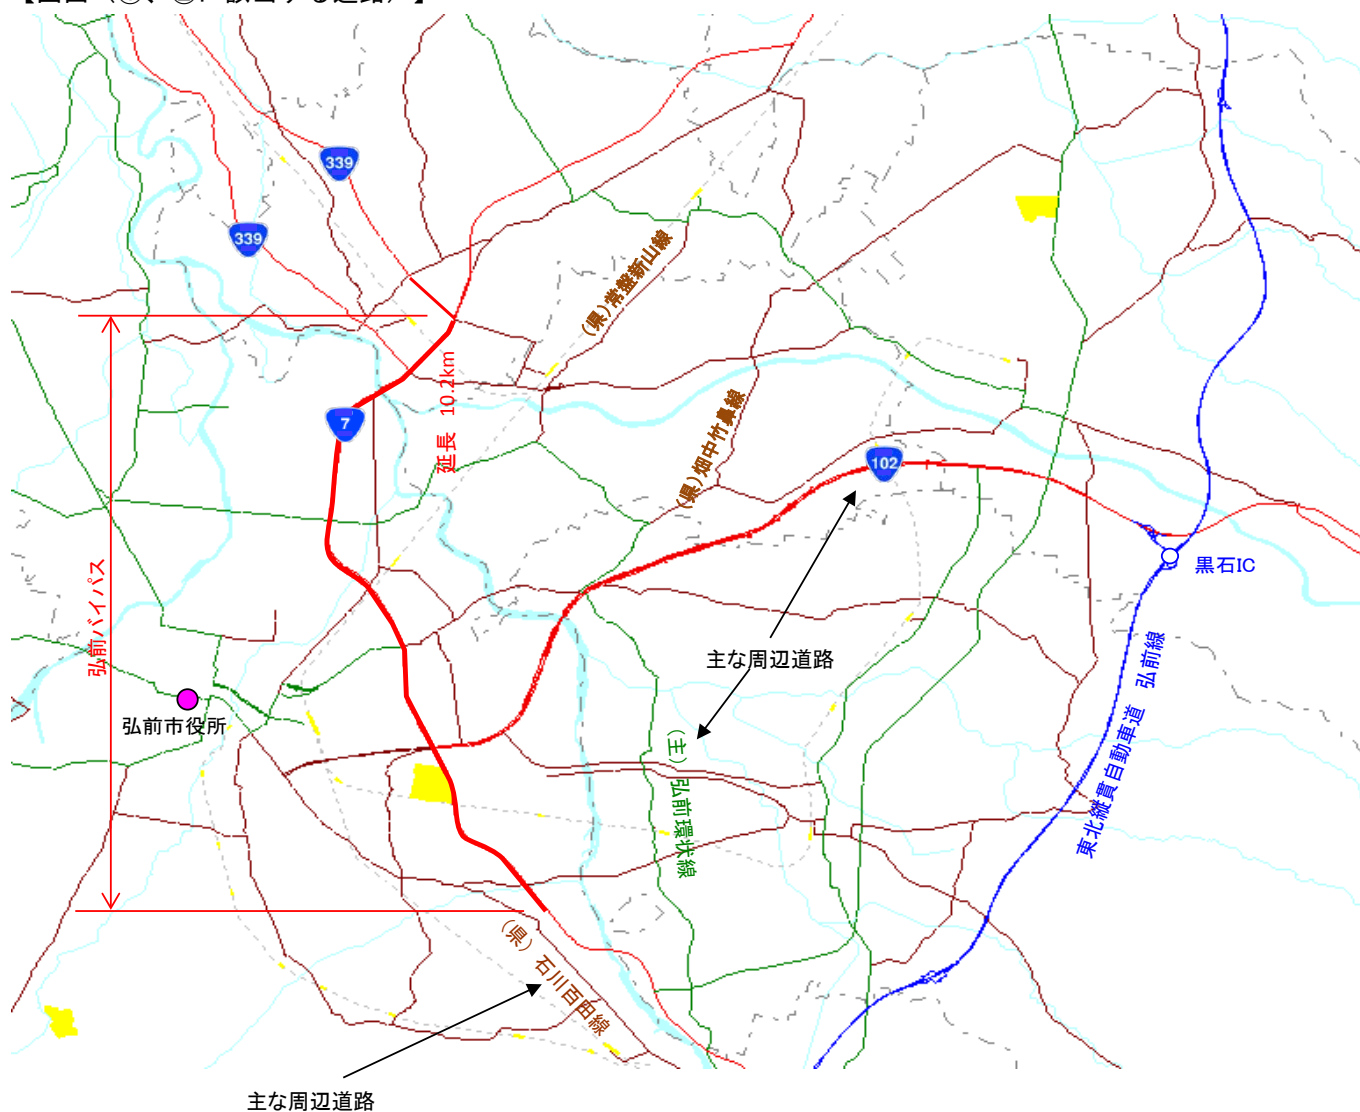 339
339
(県)常盤新山線
7
延長 10.2km
(県)畑中竹鼻線
102
黒石IC
弘前バイパス
主な周辺道路
弘前市役所
(主)弘前環状線
東北縦貫自動車道 弘前線
(県)石川百田線
主な周辺道路